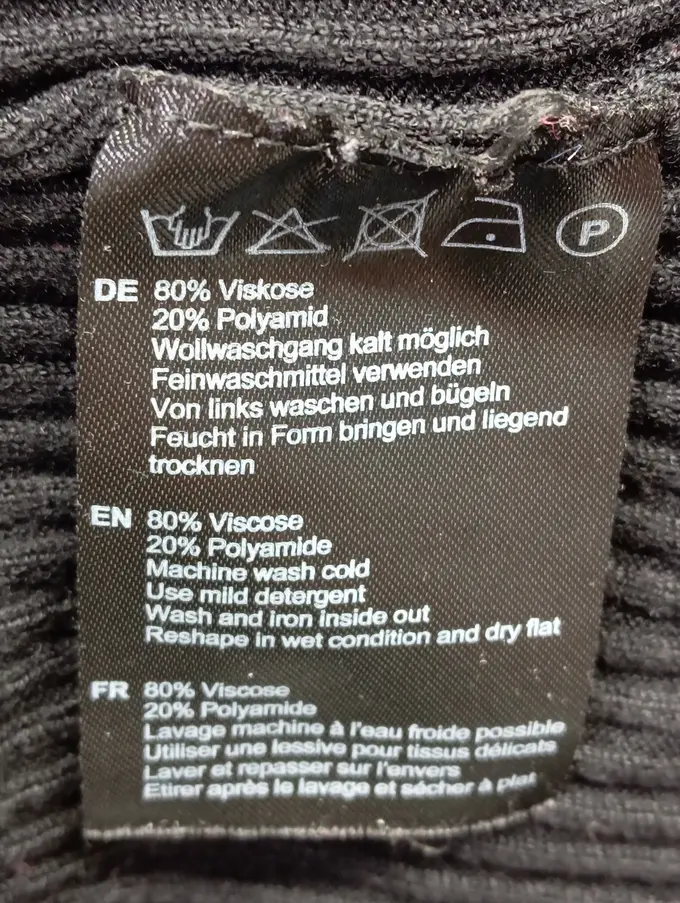 P
DE 80% Viskose
20% Polyamid
Wollwaschgang kalt möglich
Feinwaschmittel verwenden
Von links waschen und bügeln
Feucht in Form bringen und liegend
trocknen
EN 80% Viscose
20% Polyamide
Machine wash cold
Use mild detergent
Wash and iron inside out
Reshape in wet condition and dry flat
FR 80% Viscose
20% Polyamide
Lavage machine à l'eau froide possible
Utiliser une lessive pour tissus délicats
Laver et repasser sur l'envers
Etirer après le lavage et sécher à plat